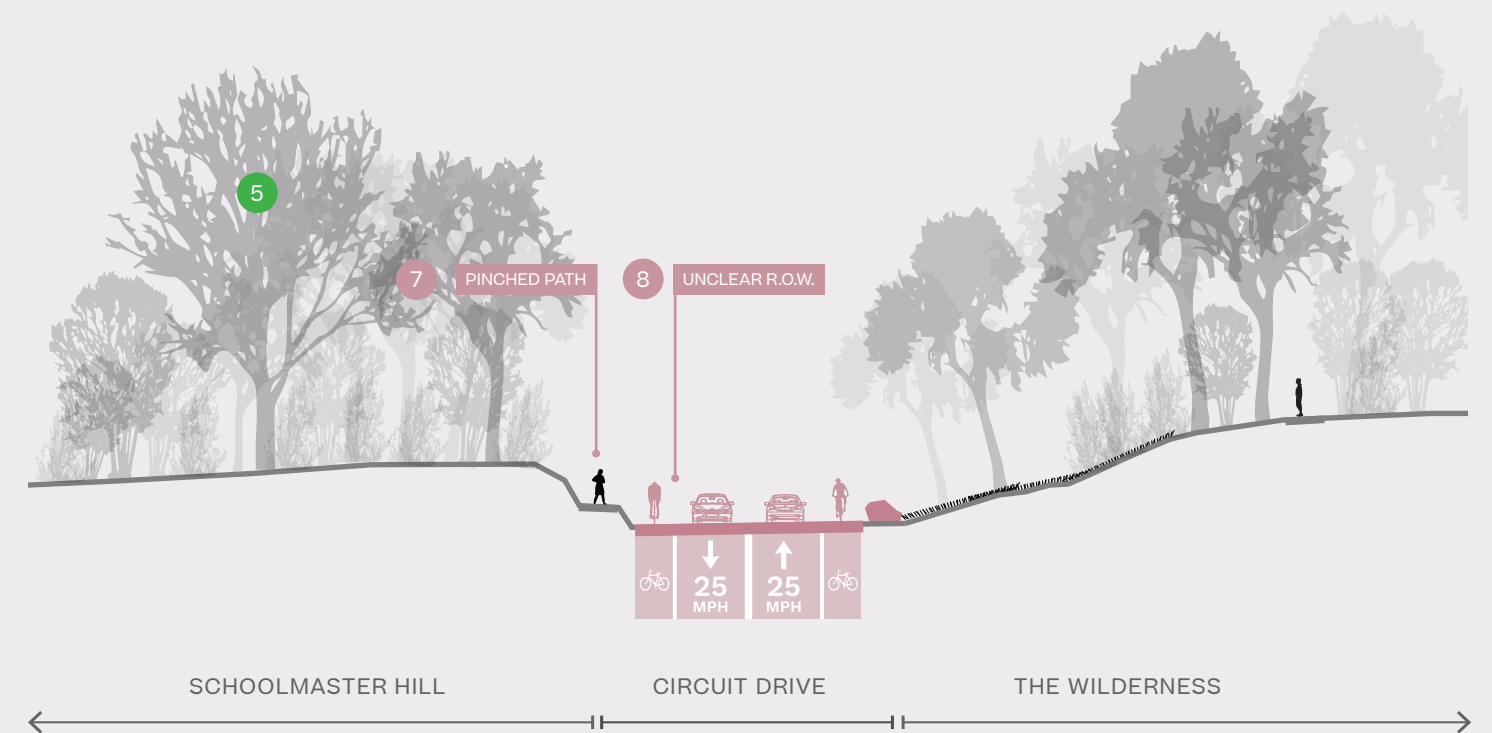 5
7
PINCHED PATH
8
UNCLEAR R.O.W.
25
MPH
25
MPH
SCHOOLMASTER HILL
CIRCUIT DRIVE
THE WILDERNESS